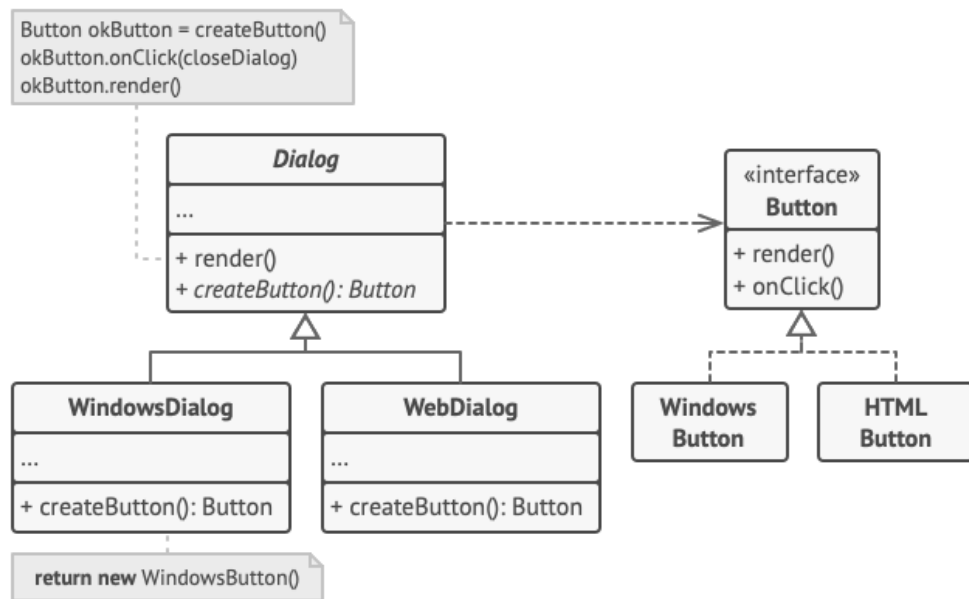 Button okButton = createButton()
okButton.onClick(closeDialog)
okButton.render()
Dialog
...
+ render()
+ createButton(): Button
«interface»
Button
+ render()
+ onClick()
WindowsDialog
...
+ createButton(): Button
WebDialog
...
+ createButton(): Button
Windows
Button
HTML
Button
return new WindowsButton()